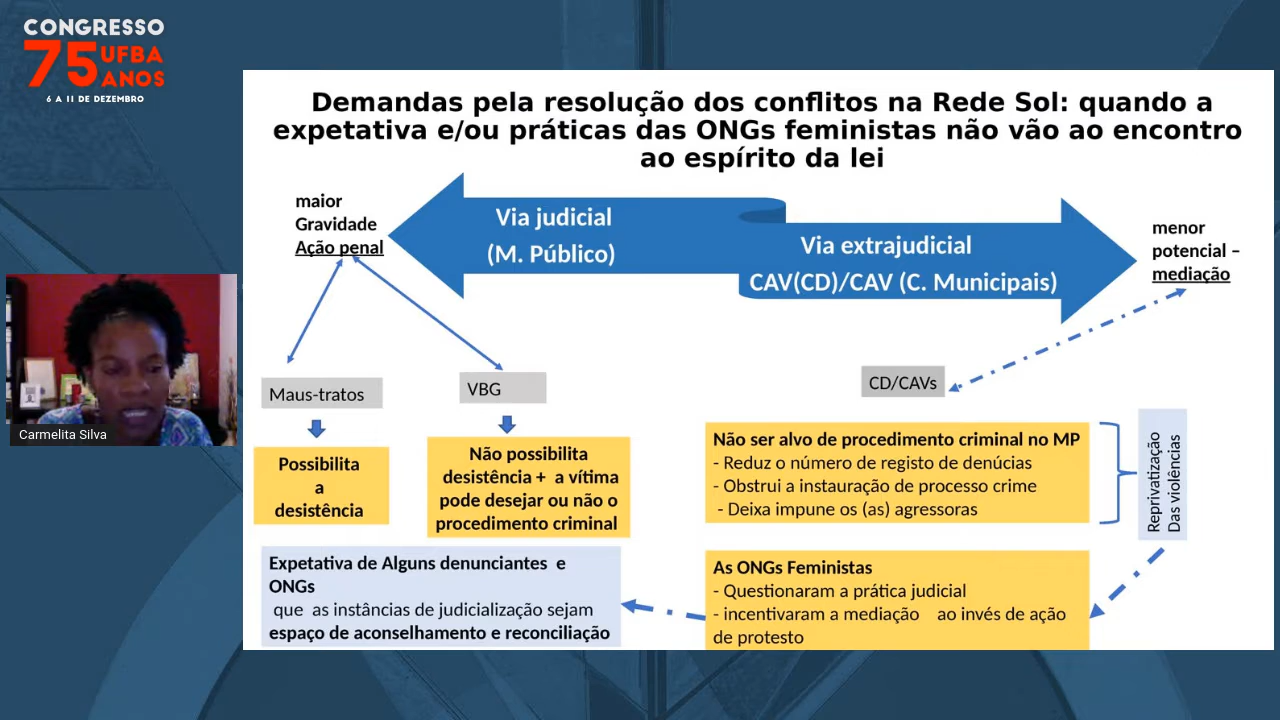 CONGRESSO
75 UFBA
ANOS
6 A 11 DE DEZEMBRO
Demandas pela resolução dos conflitos na Rede Sol: quando a
expetativa e/ou práticas das ONGs feministas não vão ao encontro
ao espírito da lei
maior
Gravidade
Ação penal
Via judicial
(M. Público)
Via extrajudicial
CAV(CD)/CAV (C. Municipais)
menor
potencial –
mediação
Maus-tratos
VBG
CD/CAVs
Possibilita
a
desistência
Não possibilita
desistência + a vítima
pode desejar ou não o
procedimento criminal
Não ser alvo de procedimento criminal no MP
- Reduz o número de registo de denúcias
- Obstrui a instauração de processo crime
- Deixa impune os (as) agressoras
Reprivatização
Das violências
Expetativa de Alguns denunciantes e
ONGs
que as instâncias de judicialização sejam
espaço de aconselhamento e reconciliação
As ONGs Feministas
- Questionaram a prática judicial
- incentivaram a mediação ao invés de ação
de protesto
Carmelita Silva